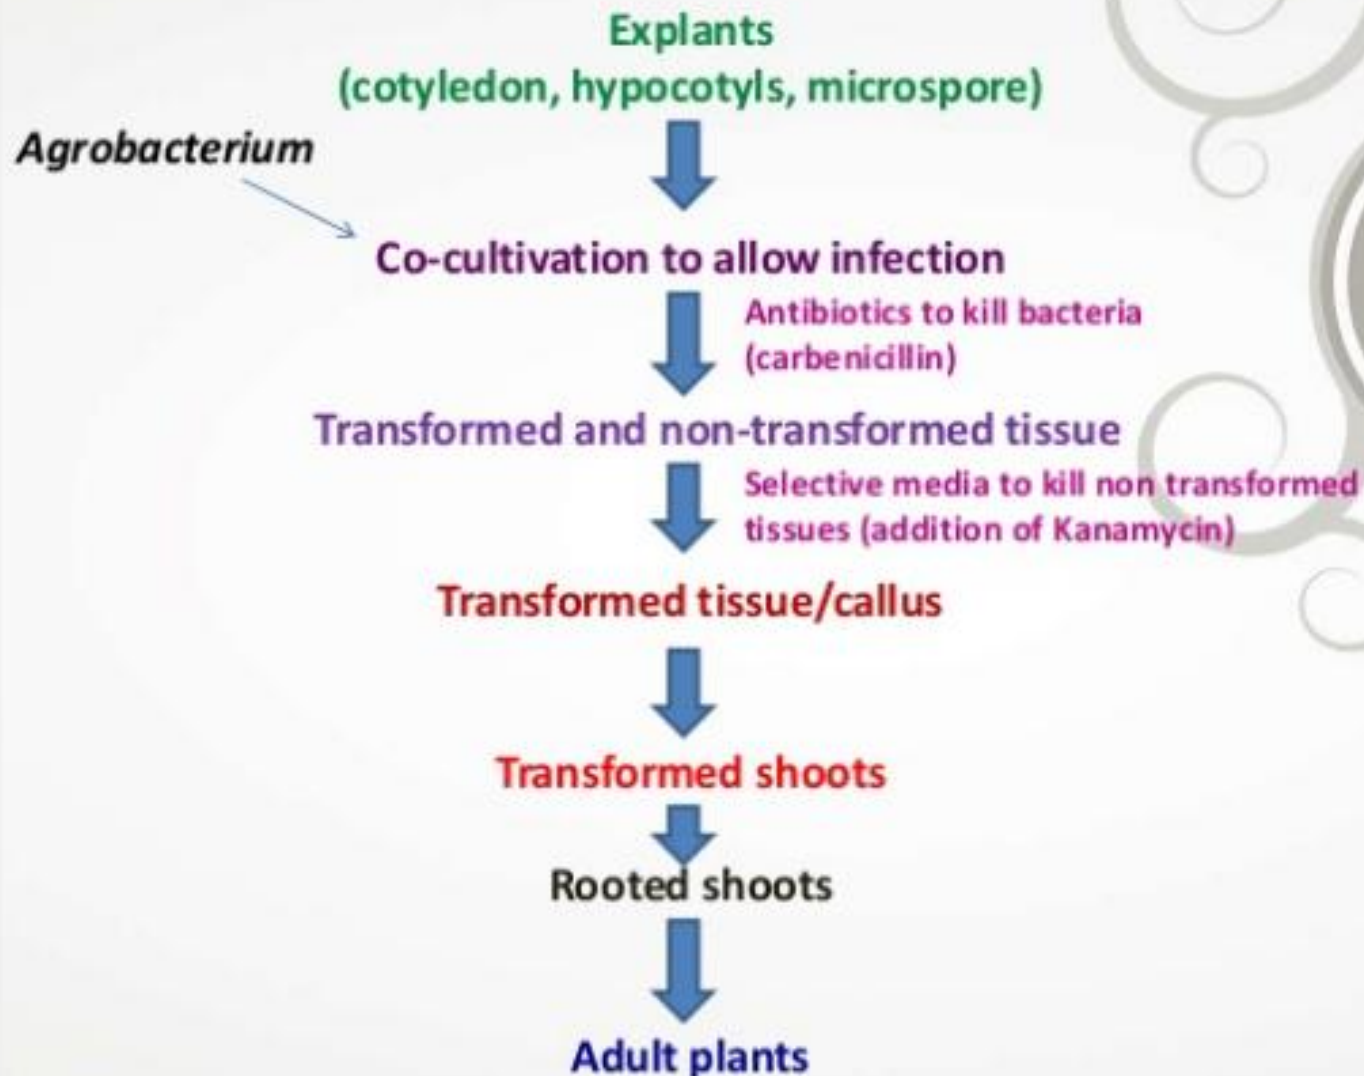 Explants
(cotyledon, hypocotyls, microspore)
Agrobacterium
Co-cultivation to allow infection
Antibiotics to kill bacteria
(carbenicillin)
Transformed and non-transformed tissue
Selective media to kill non transformed
tissues (addition of Kanamycin)
Transformed tissue/callus
Transformed shoots
Rooted shoots
Adult plants